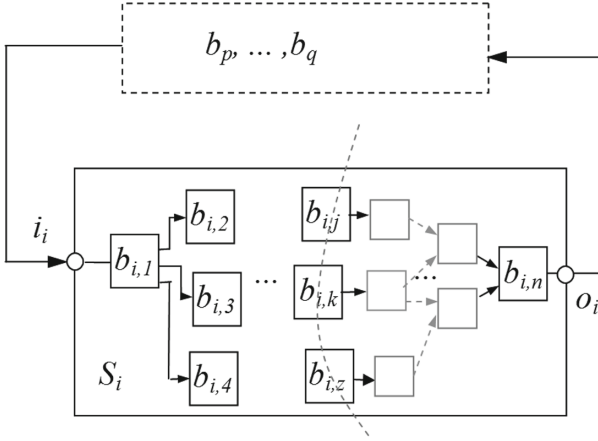 b_p, ... ,b_q
i_i
b_{i,1}
b_{i,2}
b_{i,3}
b_{i,4}
...
b_{i,j}
b_{i,k}
b_{i,z}
...
b_{i,n}
o_i
S_i